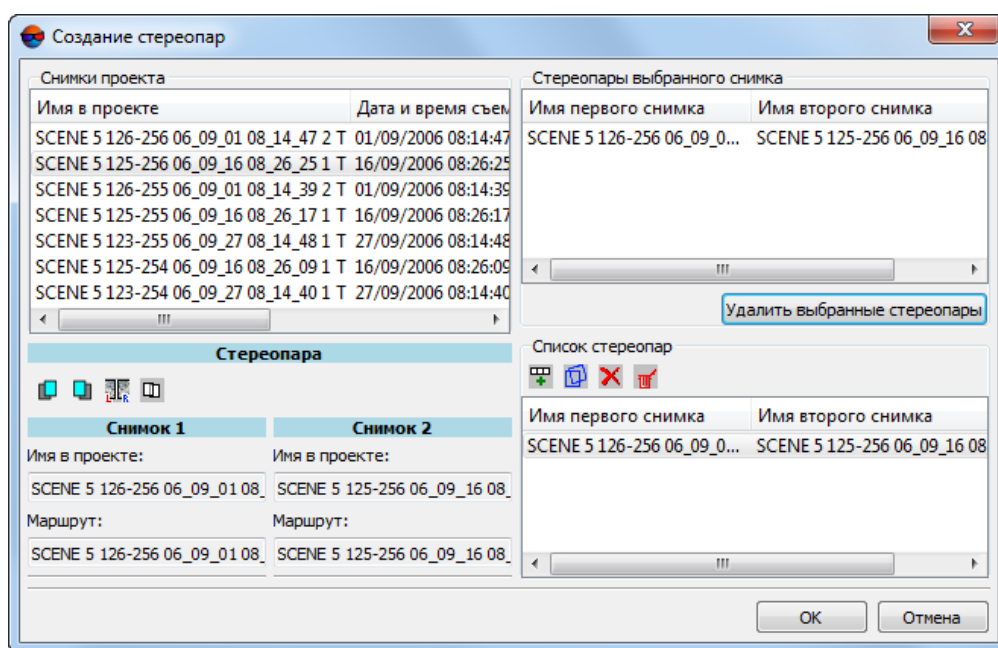 Создание стереопар
Снимки проекта
Имя в проекте Дата и время съем
SCENE 5 126-256 06_09_01 08_14_47 2 T 01/09/2006 08:14:47
SCENE 5 125-256 06_09_16 08_26_25 1 T 16/09/2006 08:26:25
SCENE 5 126-255 06_09_01 08_14_39 2 T 01/09/2006 08:14:39
SCENE 5 125-255 06_09_16 08_26_17 1 T 16/09/2006 08:26:17
SCENE 5 123-255 06_09_27 08_14_48 1 T 27/09/2006 08:14:48
SCENE 5 125-254 06_09_16 08_26_09 1 T 16/09/2006 08:26:09
SCENE 5 123-254 06_09_27 08_14_40 1 T 27/09/2006 08:14:40
Стереопара
L R
Снимок 1 Снимок 2
Имя в проекте: Имя в проекте:
SCENE 5 126-256 06_09_01 08_ SCENE 5 125-256 06_09_16 08_
Маршрут: Маршрут:
SCENE 5 126-256 06_09_01 08_ SCENE 5 125-256 06_09_16 08_
Стереопары выбранного снимка
Имя первого снимка Имя второго снимка
SCENE 5 126-256 06_09_0... SCENE 5 125-256 06_09_16 08
Удалить выбранные стереопары
Список стереопар
Имя первого снимка Имя второго снимка
SCENE 5 126-256 06_09_0... SCENE 5 125-256 06_09_16 08
OK Отмена